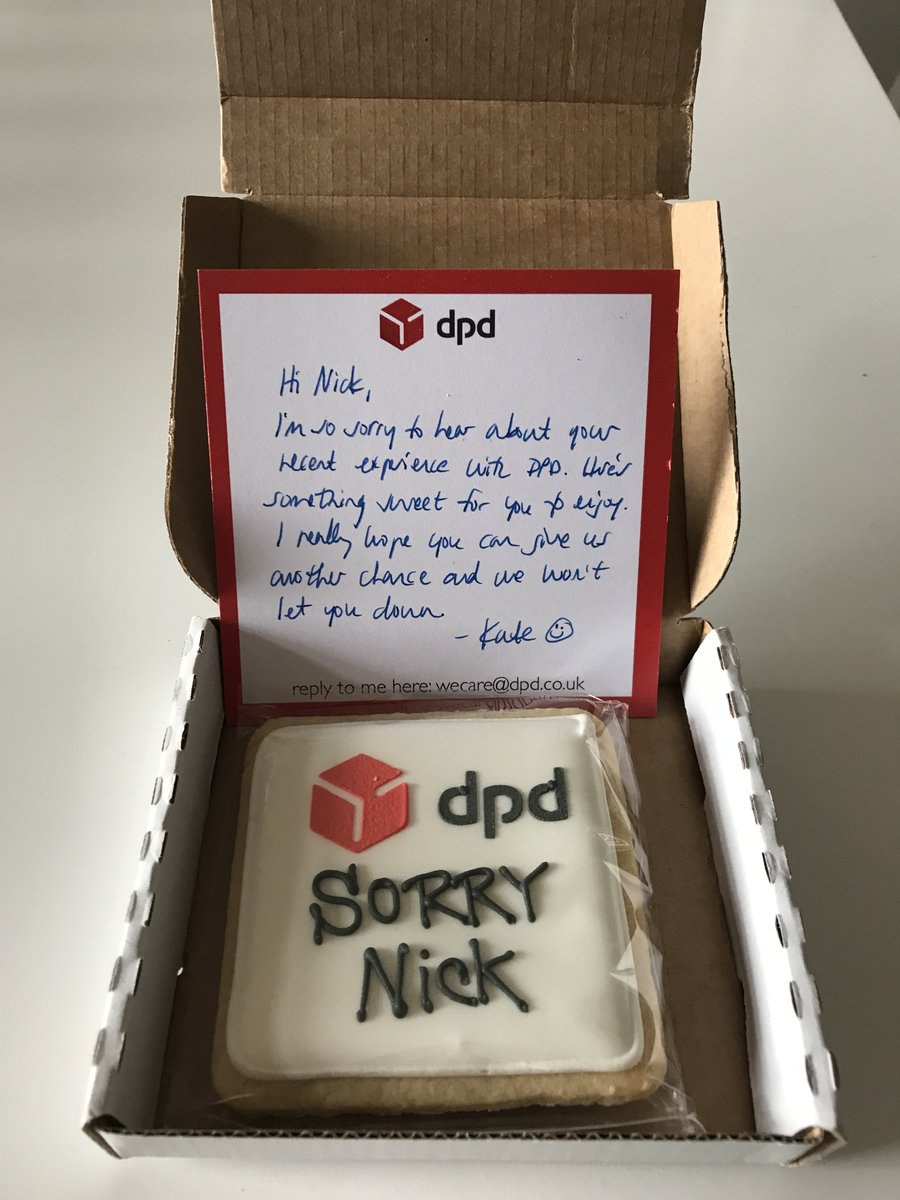 dpd
Hi Nick,
I'm so sorry to hear about your
recent experience with DPD. Here's
something sweet for you to enjoy.
I really hope you can give us
another chance and we won't
let you down.
- Kate ☺
reply to me here: wecare@dpd.co.uk
dpd
SORRY
Nick